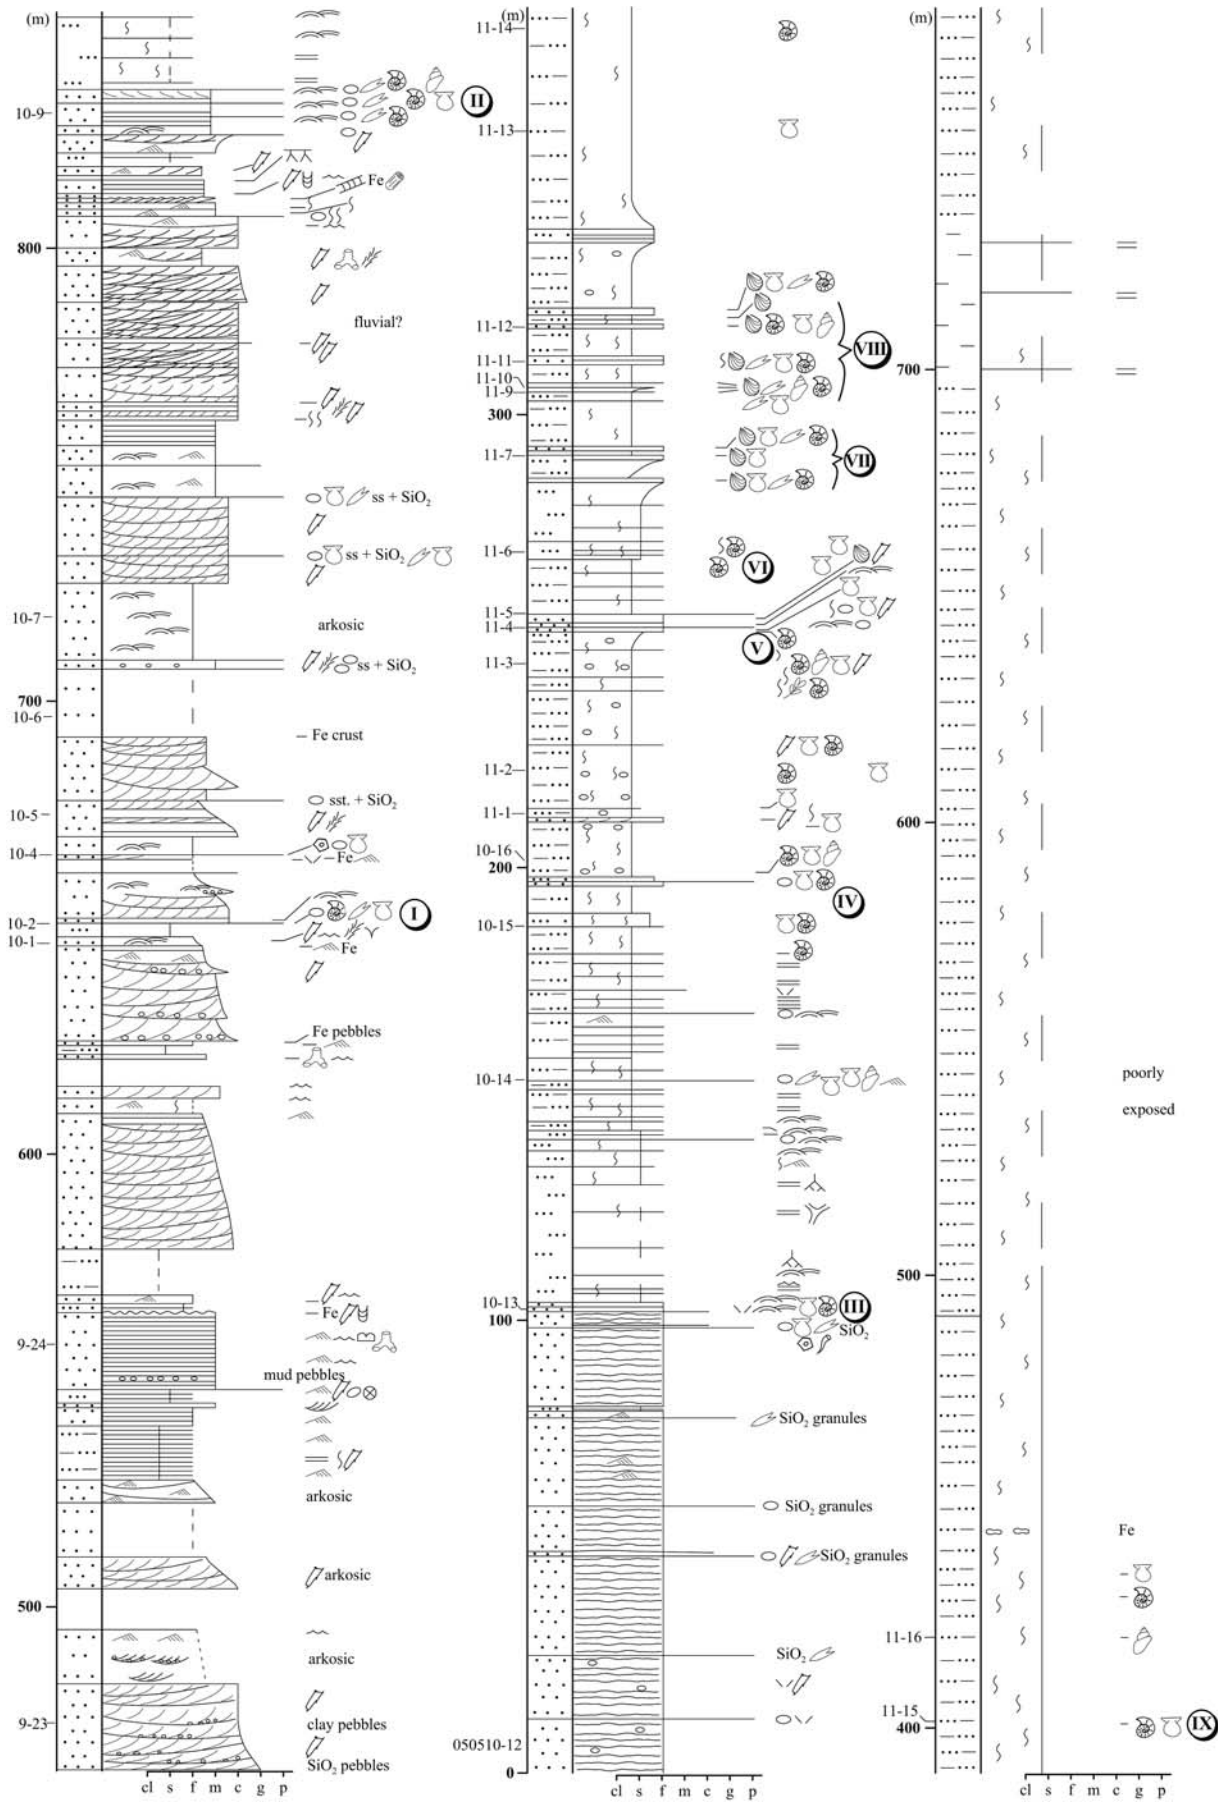 (m)
II
10-9
Fe
800
fluvial?
ss + SiO₂
ss + SiO₂
10-7
arkosic
ss + SiO₂
700
10-6
Fe crust
sst. + SiO₂
10-5
10-4
Fe
I
10-2
10-1
Fe
Fe pebbles
600
Fe
9-24
mud pebbles
arkosic
arkosic
500
arkosic
9-23
clay pebbles
SiO₂ pebbles
cl s f m c g p
(m)
11-14
11-13
11-12
VIII
11-11
11-10
11-9
300
11-7
VII
11-6
VI
11-5
11-4
V
11-3
11-2
11-1
10-16
200
IV
10-15
10-14
10-13
III
100
SiO₂
SiO₂ granules
SiO₂ granules
SiO₂ granules
SiO₂
050510-12
0
cl s f m c g p
(m)
700
600
poorly
exposed
500
Fe
11-16
11-15
400
IX
cl s f m c g p